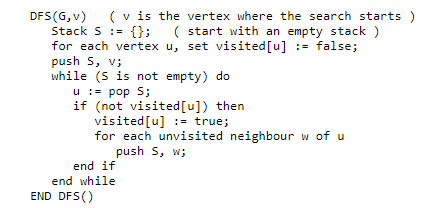 DFS(G,v)   ( v is the vertex where the search starts )
   Stack S := {};   ( start with an empty stack )
   for each vertex u, set visited[u] := false;
   push S, v;
   while (S is not empty) do
      u := pop S;
      if (not visited[u]) then
         visited[u] := true;
         for each unvisited neighbour w of u
            push S, w;
      end if
   end while
END DFS()